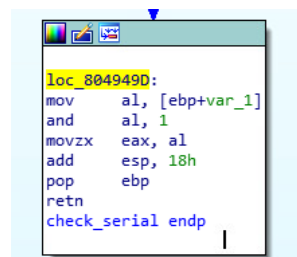 loc_804949D:
mov al, [ebp+var_1]
and al, 1
movzx eax, al
add esp, 18h
pop ebp
retn
check_serial endp